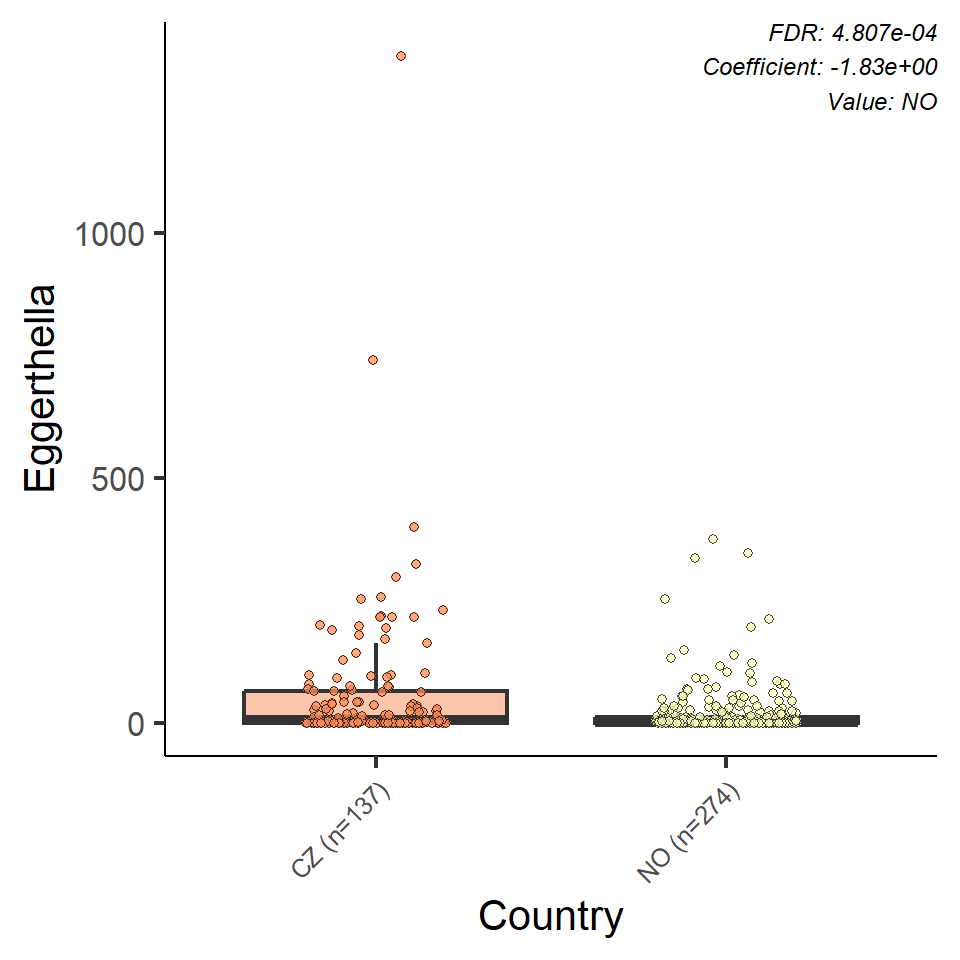 FDR: 4.807e-04
Coefficient: -1.83e+00
Value: NO
1000
500
0
Eggerthella
CZ (n=137)
NO (n=274)
Country